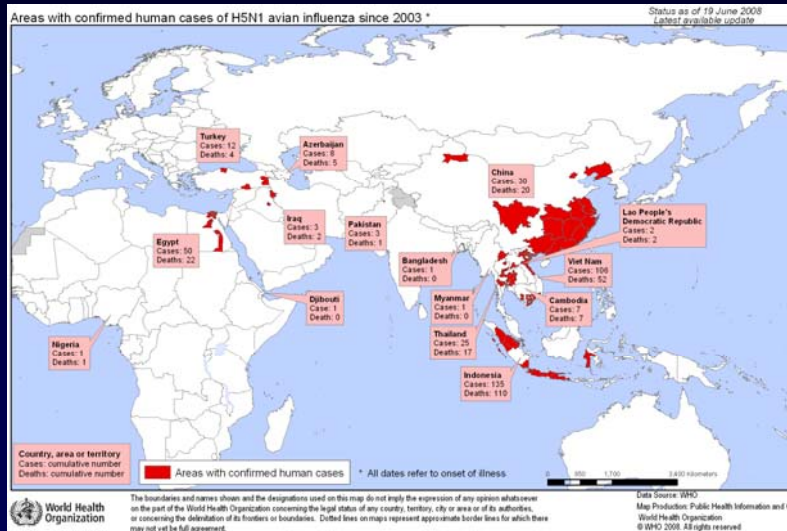 Areas with confirmed human cases of H5N1 avian influenza since 2003 *
Status as of 19 June 2008
Latest available update
Turkey
Cases: 12
Deaths: 4
Azerbaijan
Cases: 8
Deaths: 5
China
Cases: 30
Deaths: 20
Lao People's
Democratic Republic
Cases: 2
Deaths: 2
Iraq
Cases: 3
Deaths: 2
Pakistan
Cases: 3
Deaths: 1
Egypt
Cases: 50
Deaths: 22
Bangladesh
Cases: 1
Deaths: 0
Viet Nam
Cases: 106
Deaths: 52
Djibouti
Case: 1
Death: 0
Myanmar
Cases: 1
Deaths: 0
Cambodia
Cases: 7
Deaths: 7
Nigeria
Cases: 1
Deaths: 1
Thailand
Cases: 25
Deaths: 17
Indonesia
Cases: 135
Deaths: 110
Country, area or territory
Cases: cumulative number
Deaths: cumulative number
Areas with confirmed human cases
* All dates refer to onset of illness
0 850 1,700 3,400 Kilometers
World Health
Organization
The boundaries and names shown and the designations used on this map do not imply the expression of any opinion whatsoever
on the part of the World Health Organization concerning the legal status of any country, territory, city or area or of its authorities,
or concerning the delimitation of its frontiers or boundaries. Dotted lines on maps represent approximate border lines for which there
may not yet be full agreement.
Data Source: WHO
Map Production: Public Health Information and
World Health Organization
© WHO 2008. All rights reserved